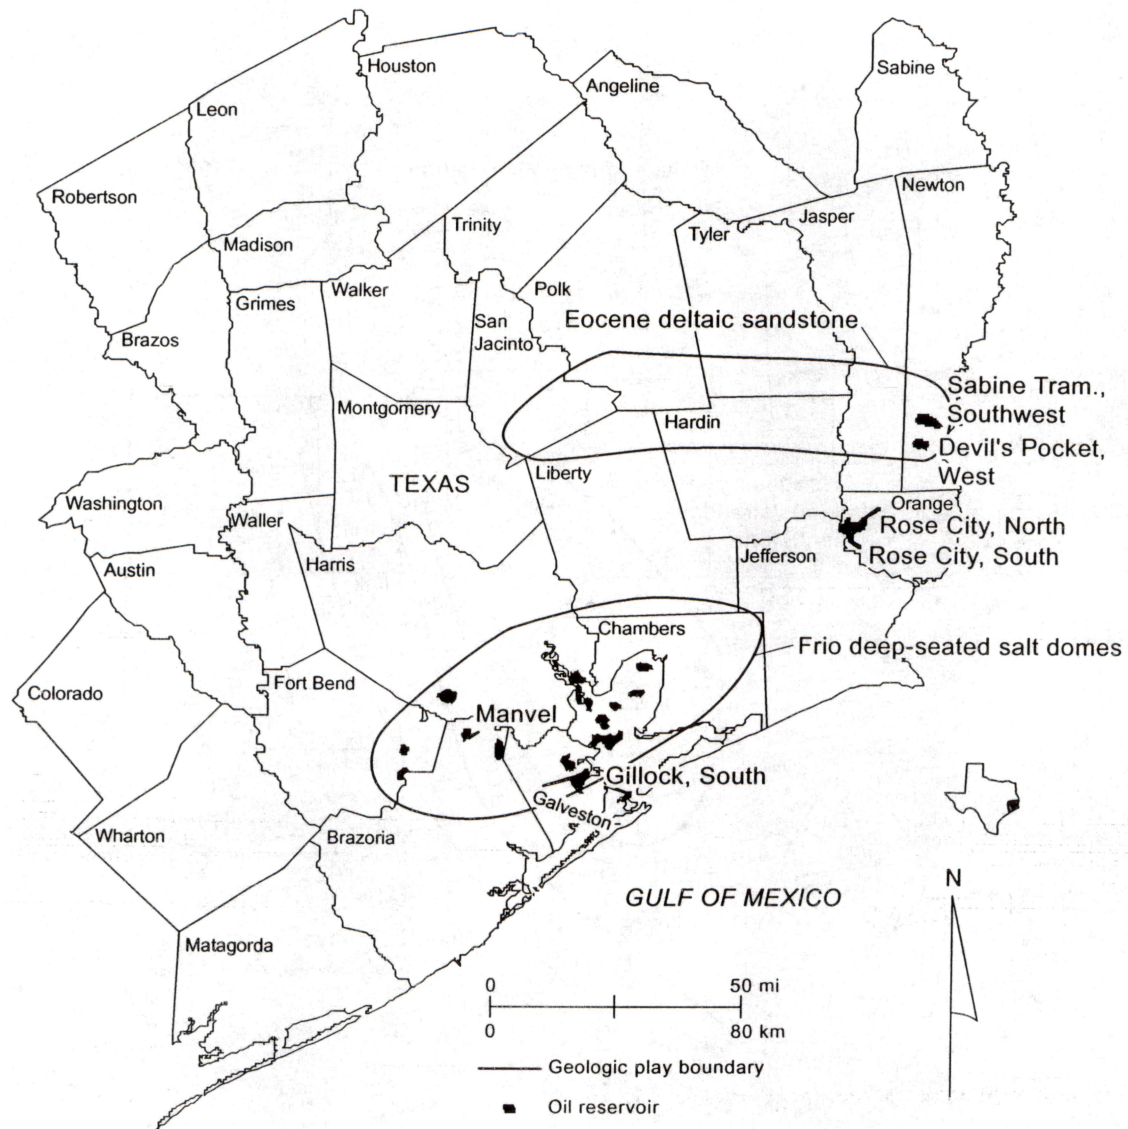 Houston
Angeline
Sabine
Leon
Robertson
Newton
Jasper
Trinity
Tyler
Madison
Polk
Walker
Grimes
San
Jacinto
Eocene deltaic sandstone
Brazos
Sabine Tram.,
Southwest
Montgomery
Hardin
Devil's Pocket,
West
Liberty
TEXAS
Washington
Orange
Waller
Rose City, North
Rose City, South
Jefferson
Harris
Austin
Chambers
Frio deep-seated salt domes
Fort Bend
Colorado
Manvel
Gillock, South
Galveston
Wharton
Brazoria
N
GULF OF MEXICO
Matagorda
0 50 mi
0 80 km
Geologic play boundary
Oil reservoir